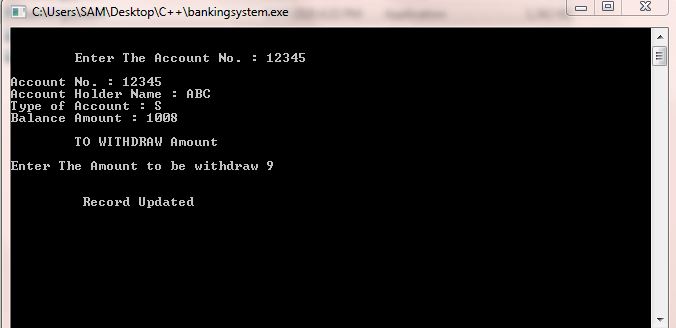 C:\Users\SAM\Desktop\C++\bankingsystem.exe
Enter The Account No. : 12345
Account No. : 12345
Account Holder Name : ABC
Type of Account : S
Balance Amount : 1008
TO WITHDRAW Amount
Enter The Amount to be withdraw 9
Record Updated